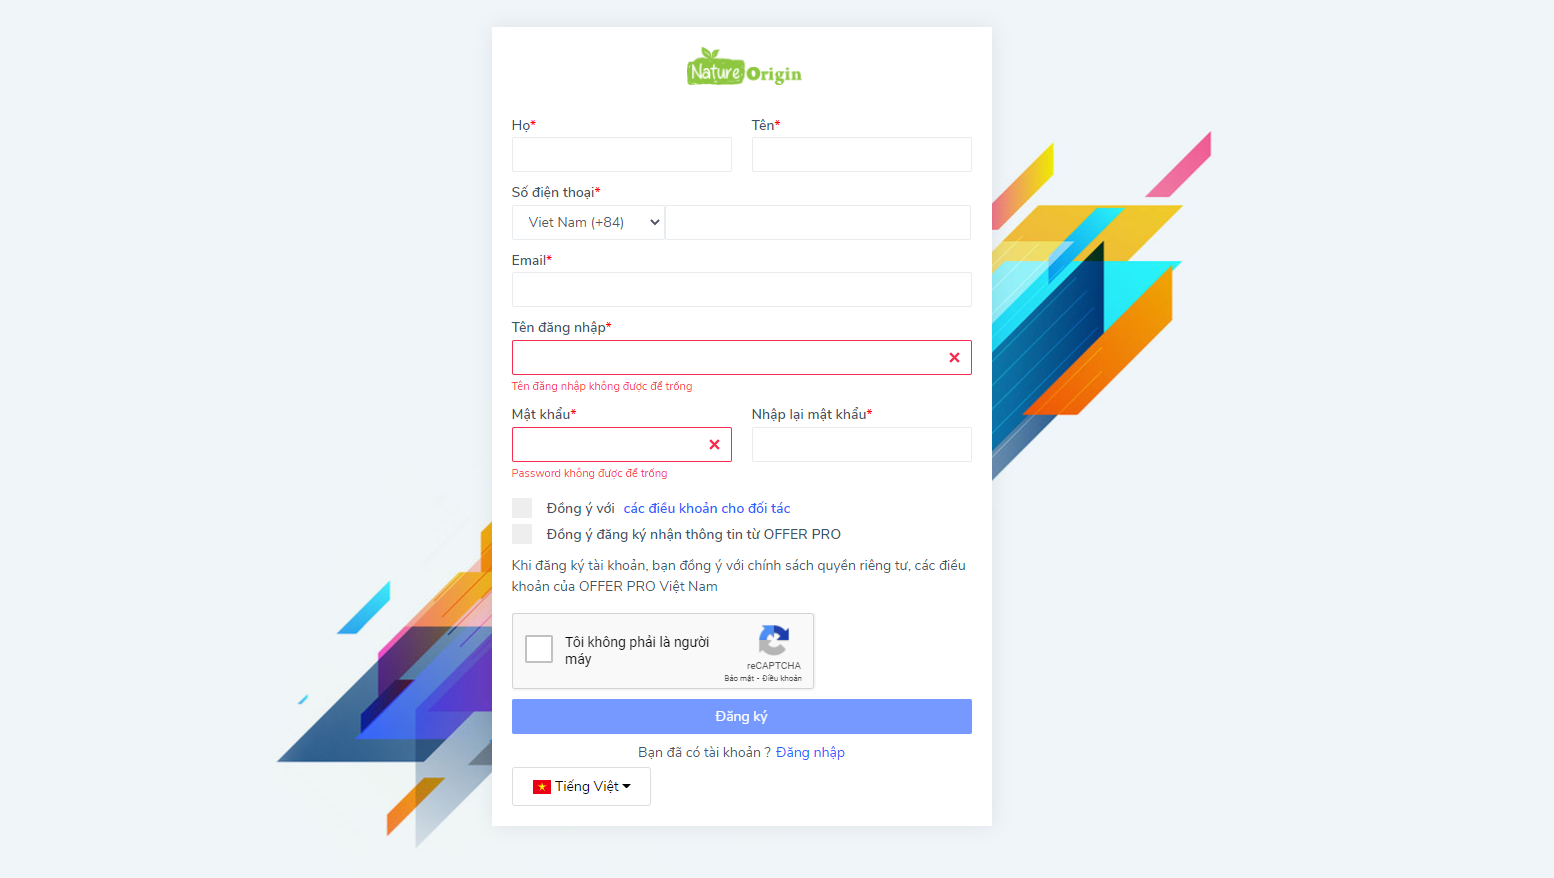 Nature Origin
Họ* Tên*
Số điện thoại*
Viet Nam (+84)
Email*
Tên đăng nhập*
Tên đăng nhập không được để trống
Mật khẩu* Nhập lại mật khẩu*
Password không được để trống
Đồng ý với các điều khoản cho đối tác
Đồng ý đăng ký nhận thông tin từ OFFER PRO
Khi đăng ký tài khoản, bạn đồng ý với chính sách quyền riêng tư, các điều
khoản của OFFER PRO Việt Nam
Tôi không phải là người
máy
reCAPTCHA
Bảo mật - Điều khoản
Đăng ký
Bạn đã có tài khoản ? Đăng nhập
Tiếng Việt